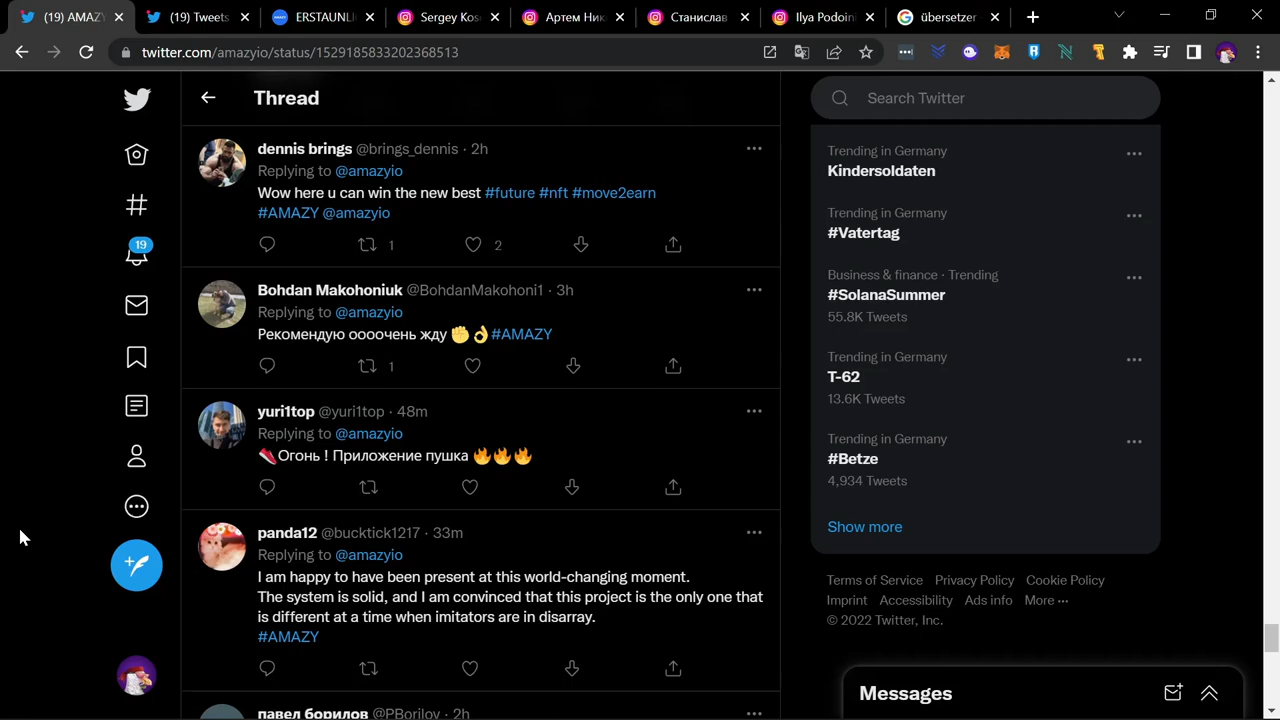 (19) AMAZ
(19) Tweets
ERSTAUNLI
Sergey Kos
Артем Ник
Станислав
Ilya Podoin
übersetzer
twitter.com/amazyio/status/1529185833202368513
Thread
Search Twitter
19
dennis brings @brings_dennis · 2h
Replying to @amazyio
Wow here u can win the new best #future #nft #move2earn
#AMAZY @amazyio
1
2
Bohdan Makohoniuk @BohdanMakohoni1 · 3h
Replying to @amazyio
Рекомендую оооочень жду ✊👌#AMAZY
1
yuri1top @yuri1top · 48m
Replying to @amazyio
👟Огонь ! Приложение пушка 🔥🔥🔥
panda12 @bucktick1217 · 33m
Replying to @amazyio
I am happy to have been present at this world-changing moment.
The system is solid, and I am convinced that this project is the only one that
is different at a time when imitators are in disarray.
#AMAZY
павел борилов @PBorilov · 2h
Trending in Germany
Kindersoldaten
Trending in Germany
#Vatertag
Business & finance · Trending
#SolanaSummer
55.8K Tweets
Trending in Germany
T-62
13.6K Tweets
Trending in Germany
#Betze
4,934 Tweets
Show more
Terms of Service Privacy Policy Cookie Policy
Imprint Accessibility Ads info More ···
© 2022 Twitter, Inc.
Messages